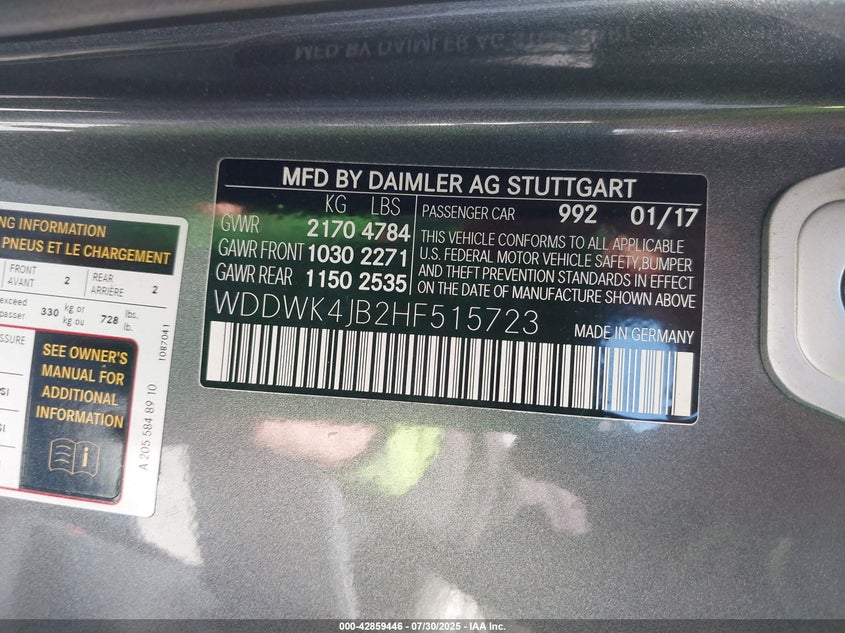 MFD BY DAIMLER AG STUTTGART
KG LBS
GVWR 2170 4784
GAWR FRONT 1030 2271
GAWR REAR 1150 2535
PASSENGER CAR 992 01/17
THIS VEHICLE CONFORMS TO ALL APPLICABLE
U.S. FEDERAL MOTOR VEHICLE SAFETY,BUMPER
AND THEFT PREVENTION STANDARDS IN EFFECT
ON THE DATE OF MANUFACTURE SHOWN ABOVE
WDDWK4JB2HF515723
MADE IN GERMANY
INFORMATION
PNEUS ET LE CHARGEMENT
FRONT
AVANT 2
REAR
ARRIÈRE 2
exceed
passer 330 kg or
kg ou 728 lbs.
lb.
SEE OWNER'S
MANUAL FOR
ADDITIONAL
INFORMATION
1087041
A 205 584 89 10
000-42859446 - 07/30/2025 - IAA Inc.